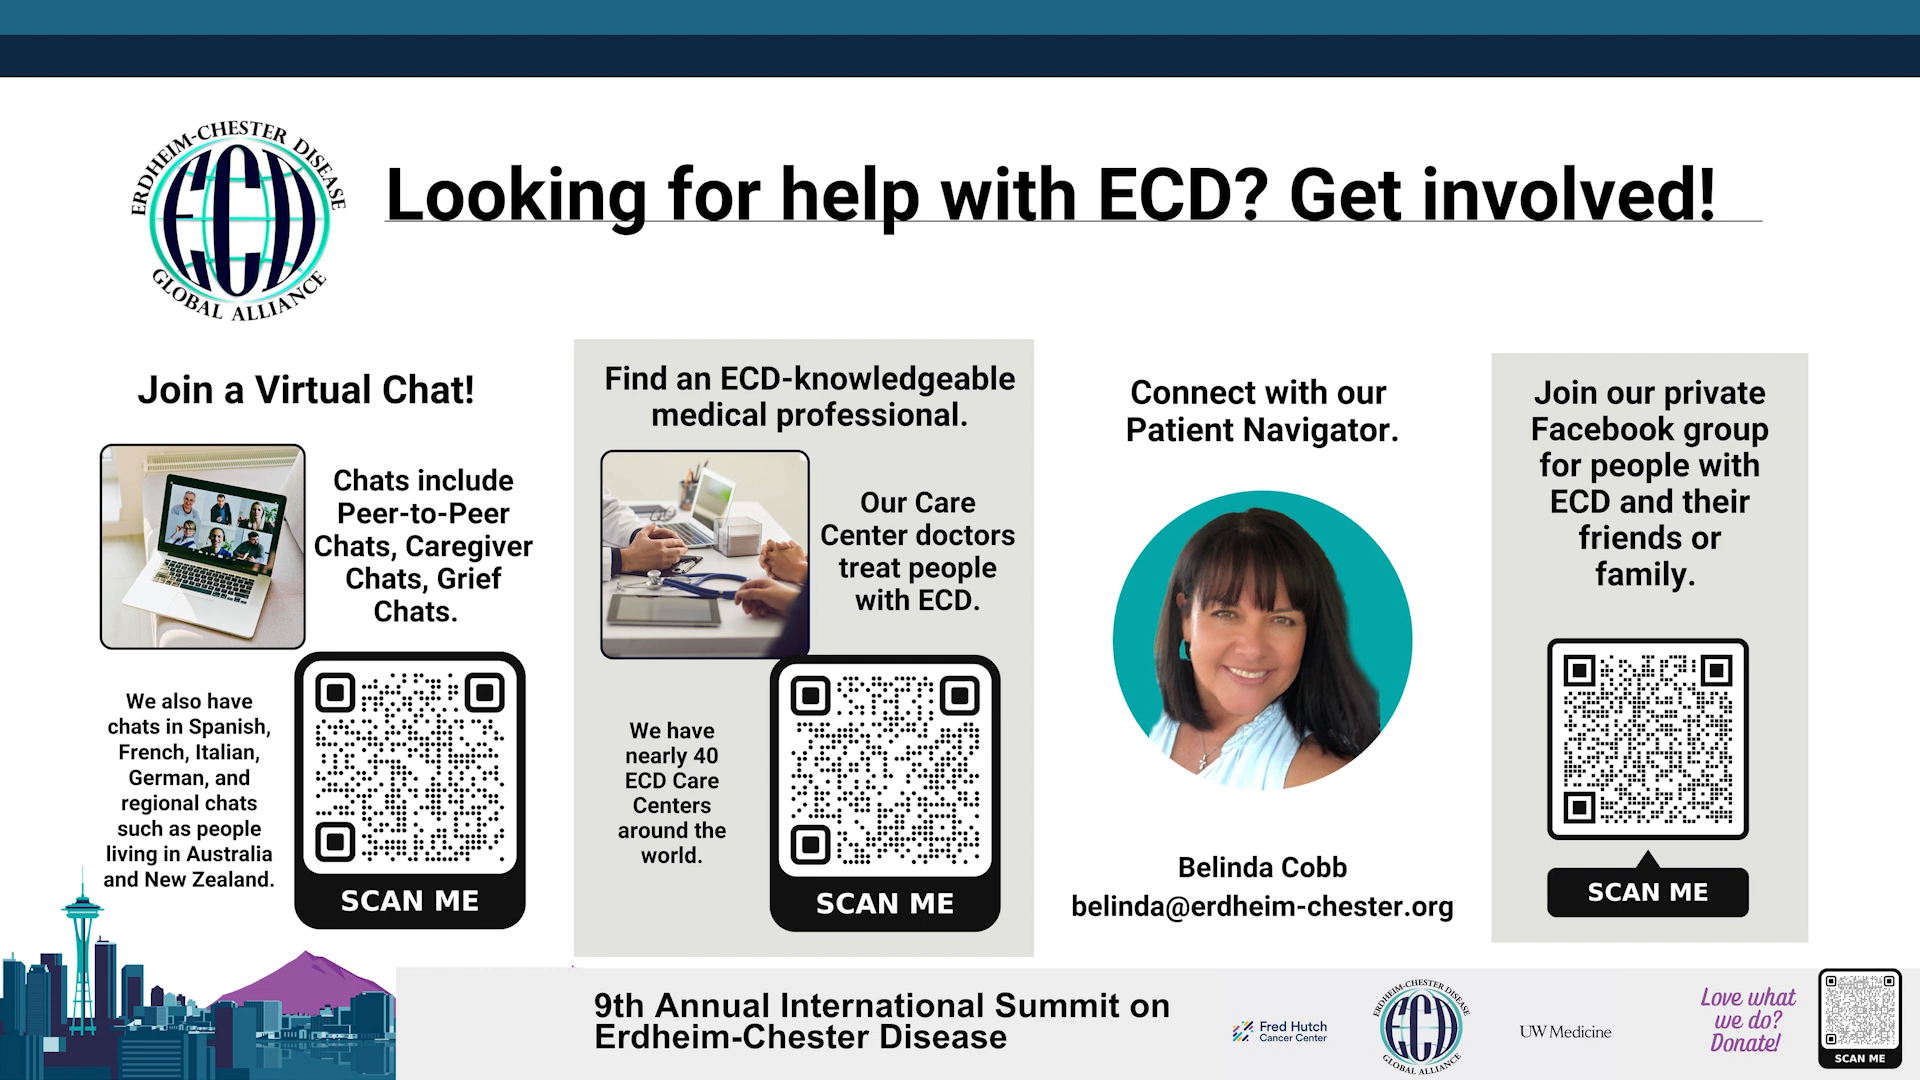 ERDHEIM-CHESTER DISEASE
ECD
GLOBAL ALLIANCE
Looking for help with ECD? Get involved!
Join a Virtual Chat!
Chats include
Peer-to-Peer
Chats, Caregiver
Chats, Grief
Chats.
We also have
chats in Spanish,
French, Italian,
German, and
regional chats
such as people
living in Australia
and New Zealand.
SCAN ME
Find an ECD-knowledgeable
medical professional.
Our Care
Center doctors
treat people
with ECD.
We have
nearly 40
ECD Care
Centers
around the
world.
SCAN ME
Connect with our
Patient Navigator.
Belinda Cobb
belinda@erdheim-chester.org
Join our private
Facebook group
for people with
ECD and their
friends or
family.
SCAN ME
9th Annual International Summit on
Erdheim-Chester Disease
Fred Hutch
Cancer Center
ERDHEIM-CHESTER DISEASE
ECD
GLOBAL ALLIANCE
UW Medicine
Love what
we do?
Donate!
SCAN ME